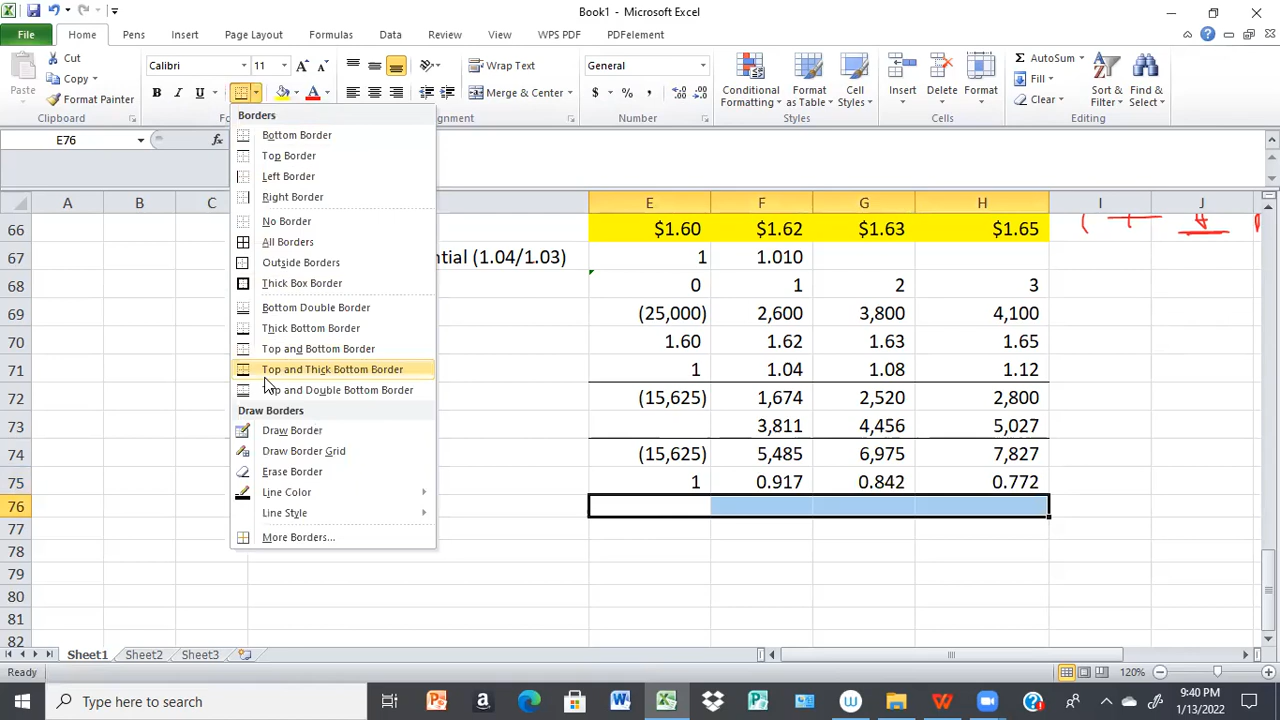 Book1 - Microsoft Excel
File Home Pens Insert Page Layout Formulas Data Review View WPS PDF PDFelement
Paste
Cut
Copy
Format Painter
Clipboard
Calibri 11
B I U A
Wrap Text
Merge & Center
General
$ % ,
Number
Conditional Formatting
Format as Table
Cell Styles
Styles
Insert
Delete
Format
Cells
Σ AutoSum
Fill
Clear
Sort & Filter
Find & Select
Editing
E76
fx
Borders
Bottom Border
Top Border
Left Border
Right Border
No Border
All Borders
Outside Borders
Thick Box Border
Bottom Double Border
Thick Bottom Border
Top and Bottom Border
Top and Thick Bottom Border
Top and Double Bottom Border
Draw Borders
Draw Border
Draw Border Grid
Erase Border
Line Color
Line Style
More Borders...
A B C E F G H I J
66 $1.60 $1.62 $1.63 $1.65
67 ntial (1.04/1.03) 1 1.010
68 0 1 2 3
69 (25,000) 2,600 3,800 4,100
70 1.60 1.62 1.63 1.65
71 1 1.04 1.08 1.12
72 (15,625) 1,674 2,520 2,800
73 3,811 4,456 5,027
74 (15,625) 5,485 6,975 7,827
75 1 0.917 0.842 0.772
76
77
78
79
80
81
82
Sheet1 Sheet2 Sheet3
Ready
120%
Type here to search
9:40 PM
1/13/2022